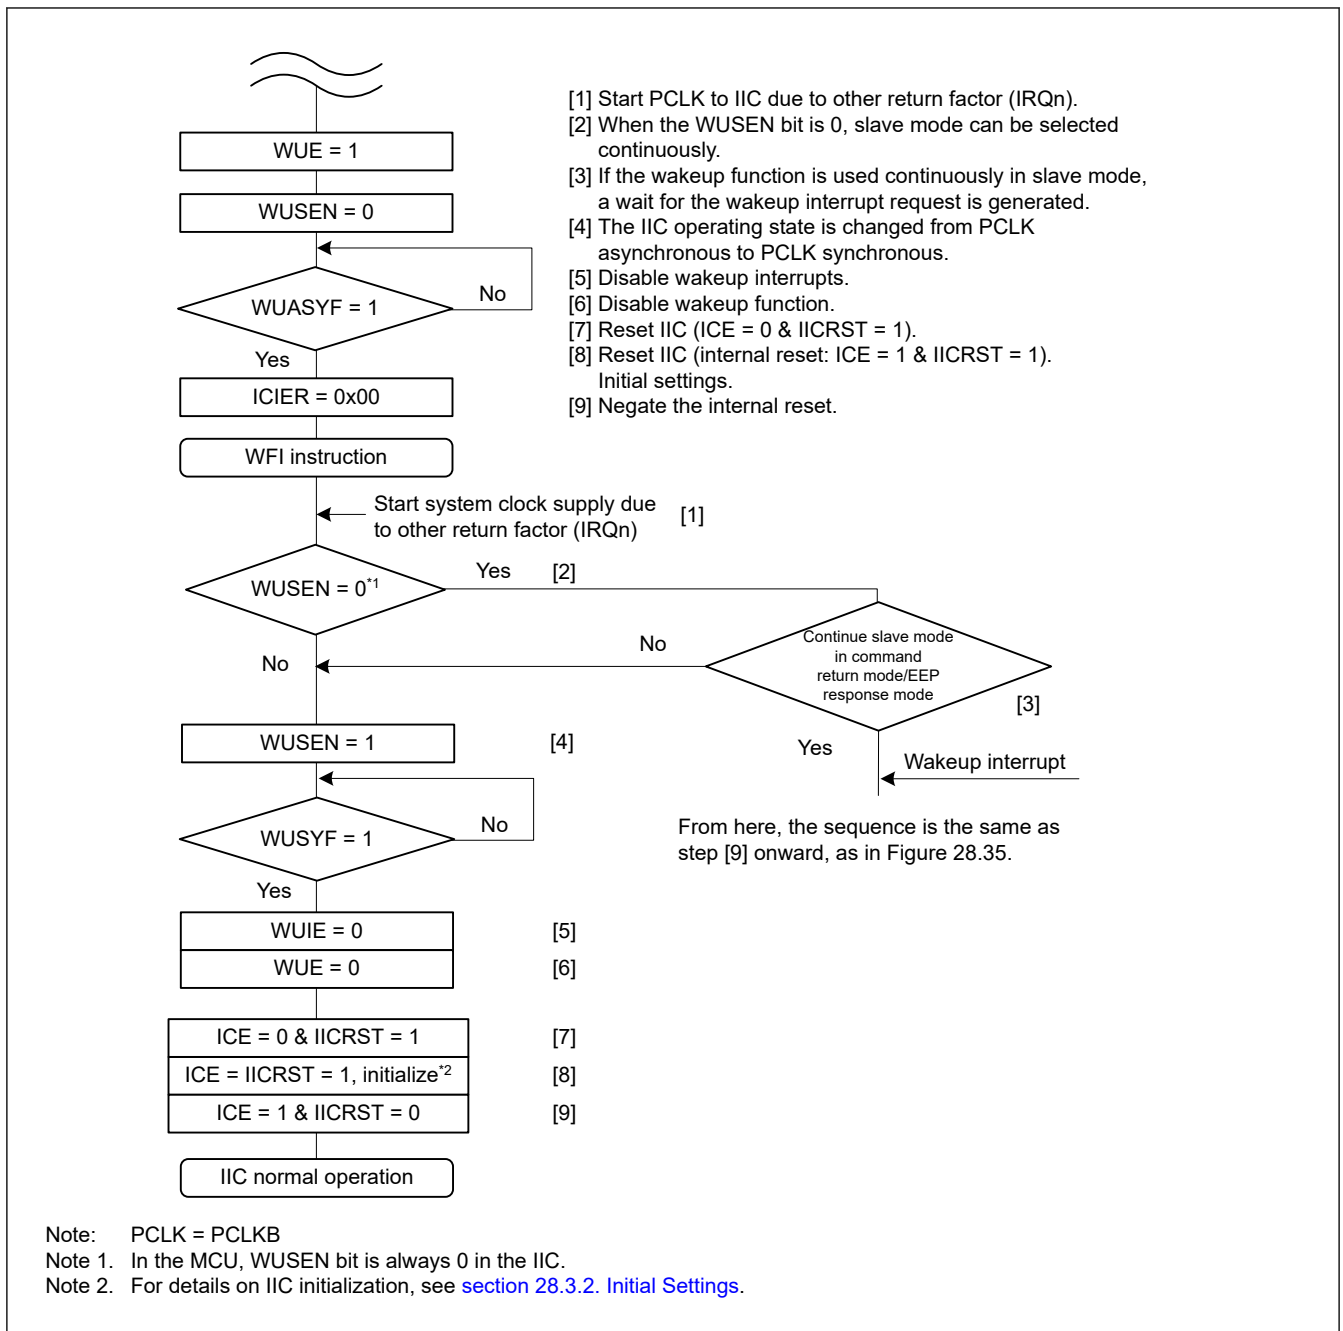 [1] Start PCLK to IIC due to other return factor (IRQn).
[2] When the WUSEN bit is 0, slave mode can be selected
continuously.
[3] If the wakeup function is used continuously in slave mode,
a wait for the wakeup interrupt request is generated.
[4] The IIC operating state is changed from PCLK
asynchronous to PCLK synchronous.
[5] Disable wakeup interrupts.
[6] Disable wakeup function.
[7] Reset IIC (ICE = 0 & IICRST = 1).
[8] Reset IIC (internal reset: ICE = 1 & IICRST = 1).
Initial settings.
[9] Negate the internal reset.
WUE = 1
WUSEN = 0
WUASYF = 1
No
Yes
ICIER = 0x00
WFI instruction
Start system clock supply due
to other return factor (IRQn)
[1]
WUSEN = 0*1
Yes [2]
No
Continue slave mode
in command
return mode/EEP
response mode
No
[3]
Yes
Wakeup interrupt
From here, the sequence is the same as
step [9] onward, as in Figure 28.35.
WUSEN = 1 [4]
WUSYF = 1
No
Yes
WUIE = 0 [5]
WUE = 0 [6]
ICE = 0 & IICRST = 1 [7]
ICE = IICRST = 1, initialize*2 [8]
ICE = 1 & IICRST = 0 [9]
IIC normal operation
Note: PCLK = PCLKB
Note 1. In the MCU, WUSEN bit is always 0 in the IIC.
Note 2. For details on IIC initialization, see section 28.3.2. Initial Settings.